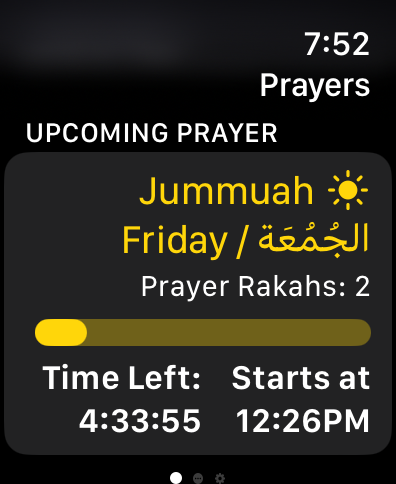 7:52
Prayers
UPCOMING PRAYER
Jummuah
Friday / الجُمُعَة
Prayer Rakahs: 2
Time Left: Starts at
4:33:55 12:26PM